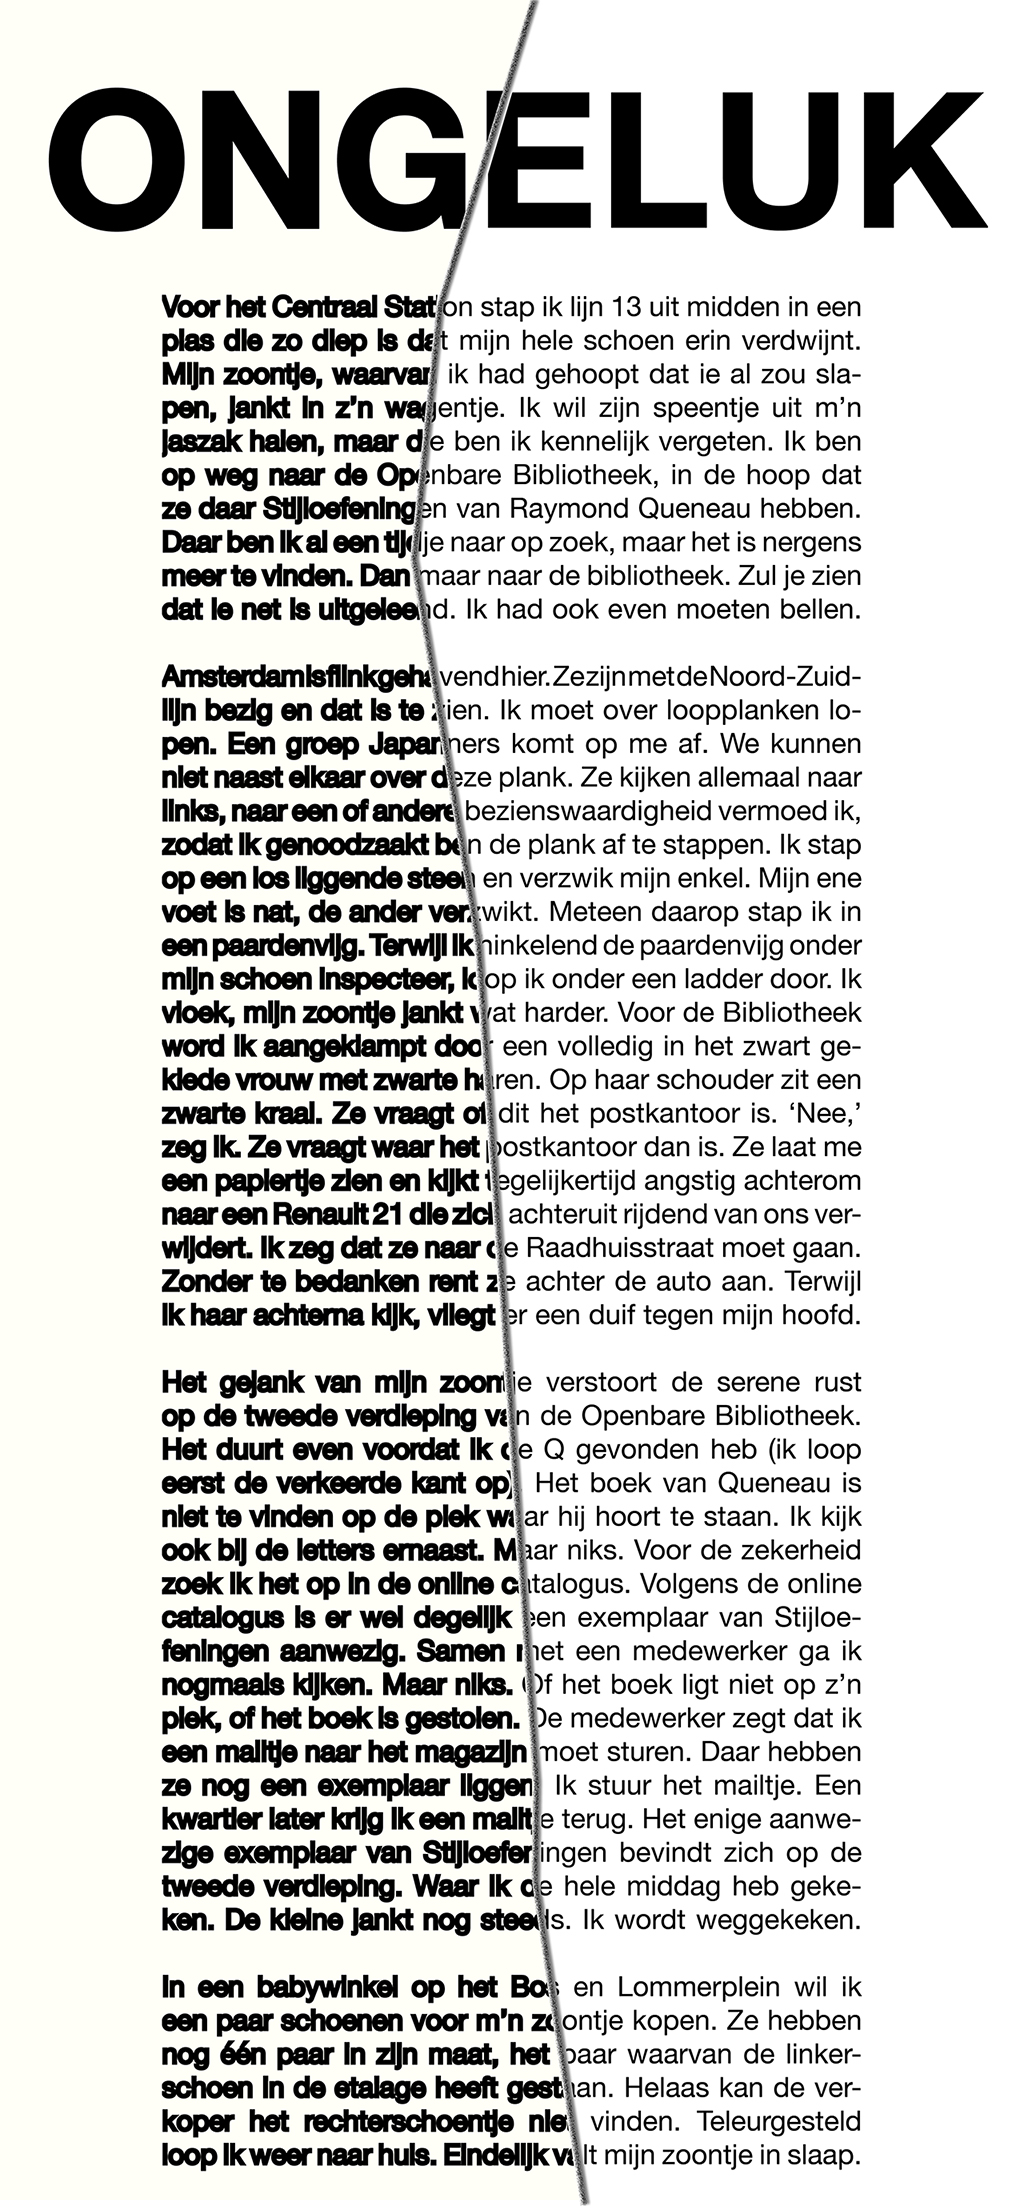 ONGELUK
Voor het Centraal Station stap ik lijn 13 uit midden in een
plas die zo diep is dat mijn hele schoen erin verdwijnt.
Mijn zoontje, waarvan ik had gehoopt dat ie al zou sla-
pen, jankt in z’n wagentje. Ik wil zijn speentje uit m’n
jaszak halen, maar die ben ik kennelijk vergeten. Ik ben
op weg naar de Openbare Bibliotheek, in de hoop dat
ze daar Stijloefeningen van Raymond Queneau hebben.
Daar ben ik al een tijdje naar op zoek, maar het is nergens
meer te vinden. Dan maar naar de bibliotheek. Zul je zien
dat ie net is uitgeleend. Ik had ook even moeten bellen.
Amsterdam is flink gehavend hier. Ze zijn met de Noord-Zuid-
lijn bezig en dat is te zien. Ik moet over loopplanken lo-
pen. Een groep Japanners komt op me af. We kunnen
niet naast elkaar over deze plank. Ze kijken allemaal naar
links, naar een of andere bezienswaardigheid vermoed ik,
zodat ik genoodzaakt ben de plank af te stappen. Ik stap
op een los liggende steen en verzwik mijn enkel. Mijn ene
voet is nat, de ander verzwikt. Meteen daarop stap ik in
een paardenvijg. Terwijl ik hinkelend de paardenvijg onder
mijn schoen inspecteer, loop ik onder een ladder door. Ik
vloek, mijn zoontje jankt wat harder. Voor de Bibliotheek
word ik aangeklampt door een volledig in het zwart ge-
klede vrouw met zwarte haren. Op haar schouder zit een
zwarte kraai. Ze vraagt of dit het postkantoor is. ‘Nee,’
zeg ik. Ze vraagt waar het postkantoor dan is. Ze laat me
een papiertje zien en kijkt tegelijkertijd angstig achterom
naar een Renault 21 die zich achteruit rijdend van ons ver-
wijdert. Ik zeg dat ze naar de Raadhuisstraat moet gaan.
Zonder te bedanken rent ze achter de auto aan. Terwijl
ik haar achterna kijk, vliegt er een duif tegen mijn hoofd.
Het gejank van mijn zoontje verstoort de serene rust
op de tweede verdieping van de Openbare Bibliotheek.
Het duurt even voordat ik de Q gevonden heb (ik loop
eerst de verkeerde kant op). Het boek van Queneau is
niet te vinden op de plek waar hij hoort te staan. Ik kijk
ook bij de letters ernaast. Maar niks. Voor de zekerheid
zoek ik het op in de online catalogus. Volgens de online
catalogus is er wel degelijk een exemplaar van Stijloe-
feningen aanwezig. Samen met een medewerker ga ik
nogmaals kijken. Maar niks. Of het boek ligt niet op z’n
plek, of het boek is gestolen. De medewerker zegt dat ik
een mailtje naar het magazijn moet sturen. Daar hebben
ze nog een exemplaar liggen. Ik stuur het mailtje. Een
kwartier later krijg ik een mailtje terug. Het enige aanwe-
zige exemplaar van Stijloefeningen bevindt zich op de
tweede verdieping. Waar ik de hele middag heb geke-
ken. De kleine jankt nog steeds. Ik wordt weggekeken.
In een babywinkel op het Bos en Lommerplein wil ik
een paar schoenen voor m’n zoontje kopen. Ze hebben
nog één paar in zijn maat, het paar waarvan de linker-
schoen in de etalage heeft gestaan. Helaas kan de ver-
koper het rechterschoentje niet vinden. Teleurgesteld
loop ik weer naar huis. Eindelijk valt mijn zoontje in slaap.